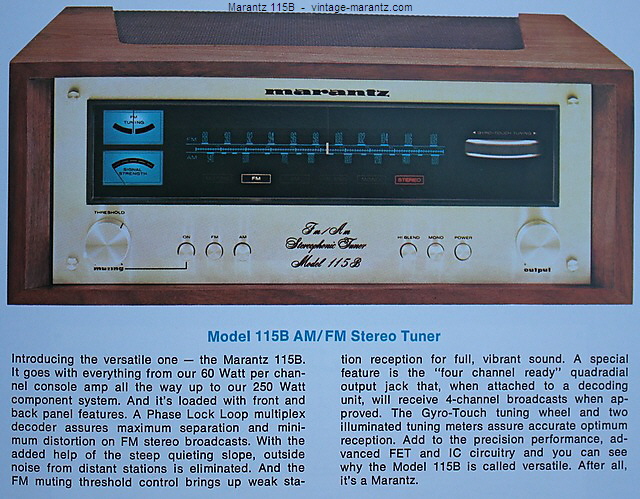 Marantz 115B - vintage-marantz.com
marantz
FM
TUNING
GYRO-TOUCH TUNING
FM
AM
SIGNAL
STRENGTH
FM
STEREO
THRESHOLD
muting
ON
FM
AM
Fm/Am
Stereophonic Tuner
Model 115B
HI BLEND
MONO
POWER
output
Model 115B AM/FM Stereo Tuner
Introducing the versatile one — the Marantz 115B.
It goes with everything from our 60 Watt per chan-
nel console amp all the way up to our 250 Watt
component system. And it's loaded with front and
back panel features. A Phase Lock Loop multiplex
decoder assures maximum separation and mini-
mum distortion on FM stereo broadcasts. With the
added help of the steep quieting slope, outside
noise from distant stations is eliminated. And the
FM muting threshold control brings up weak sta-
tion reception for full, vibrant sound. A special
feature is the "four channel ready" quadradial
output jack that, when attached to a decoding
unit, will receive 4-channel broadcasts when ap-
proved. The Gyro-Touch tuning wheel and two
illuminated tuning meters assure accurate optimum
reception. Add to the precision performance, ad-
vanced FET and IC circuitry and you can see
why the Model 115B is called versatile. After all,
it's a Marantz.